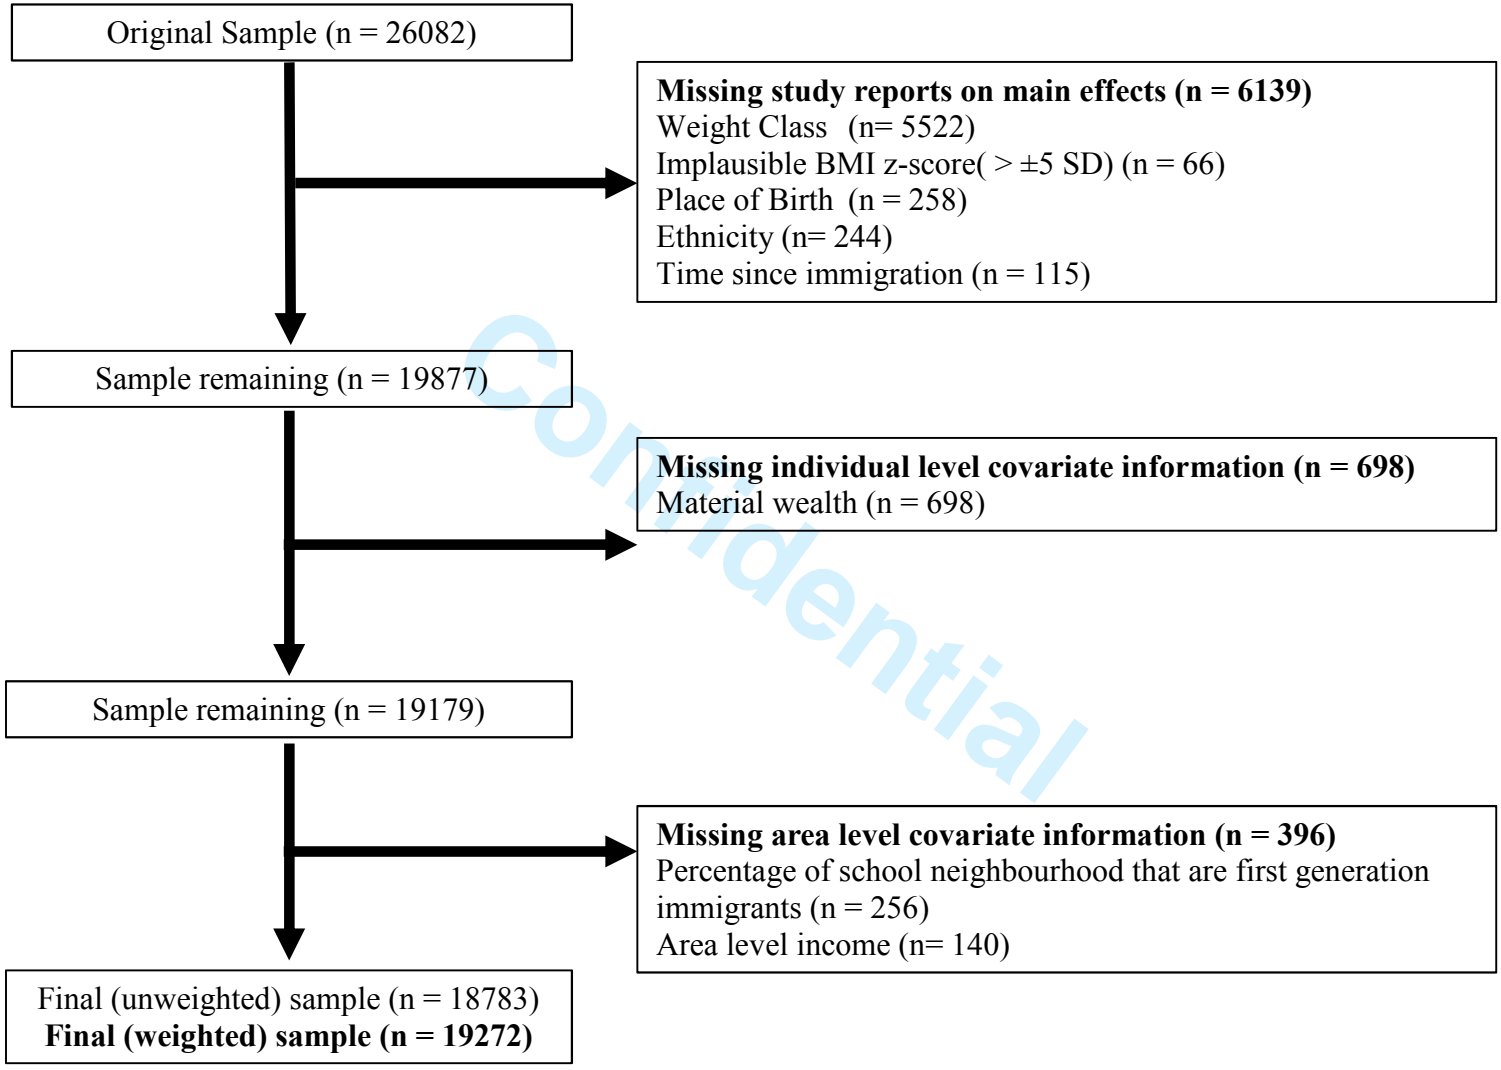 Original Sample (n = 26082)
Missing study reports on main effects (n = 6139)
Weight Class (n= 5522)
Implausible BMI z-score( > ±5 SD) (n = 66)
Place of Birth (n = 258)
Ethnicity (n= 244)
Time since immigration (n = 115)
Sample remaining (n = 19877)
Missing individual level covariate information (n = 698)
Material wealth (n = 698)
Sample remaining (n = 19179)
Missing area level covariate information (n = 396)
Percentage of school neighbourhood that are first generation
immigrants (n = 256)
Area level income (n= 140)
Final (unweighted) sample (n = 18783)
Final (weighted) sample (n = 19272)
Confidential